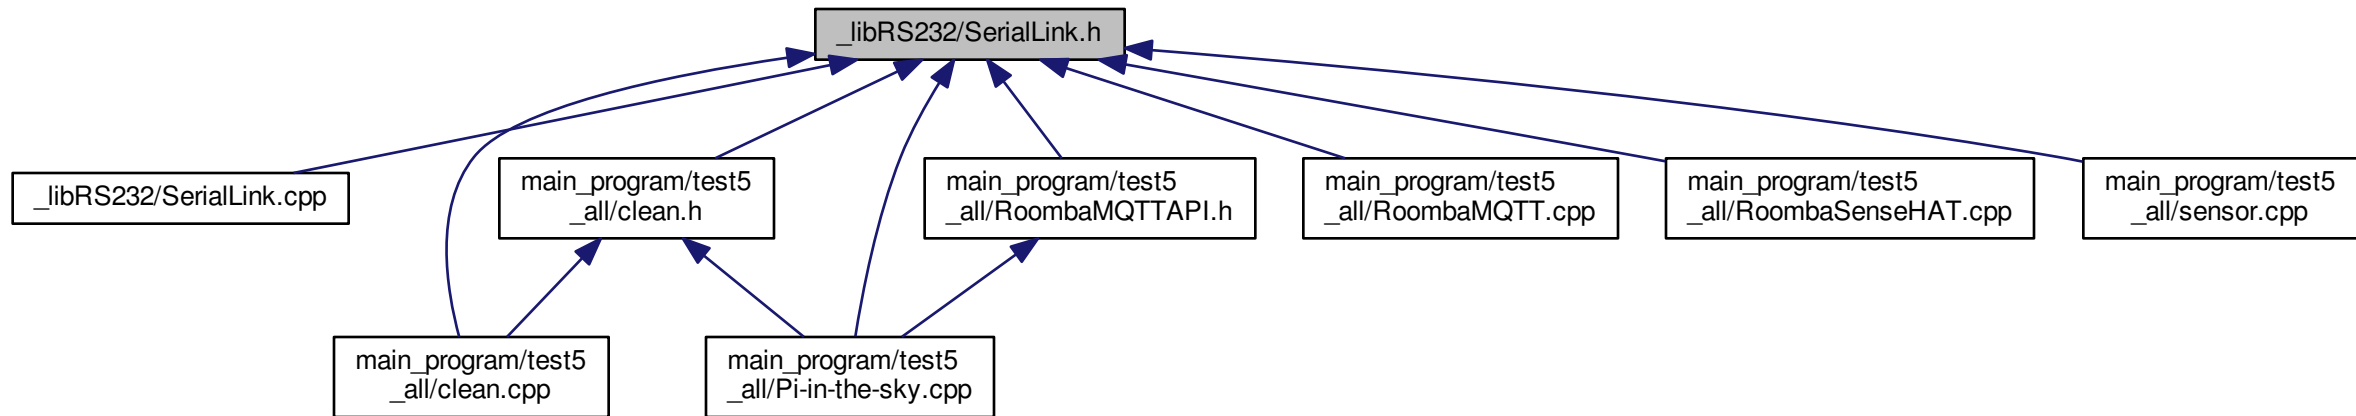 _libRS232/SerialLink.h
_libRS232/SerialLink.cpp
main_program/test5
_all/clean.h
main_program/test5
_all/RoombaMQTTAPI.h
main_program/test5
_all/RoombaMQTT.cpp
main_program/test5
_all/RoombaSenseHAT.cpp
main_program/test5
_all/sensor.cpp
main_program/test5
_all/clean.cpp
main_program/test5
_all/Pi-in-the-sky.cpp